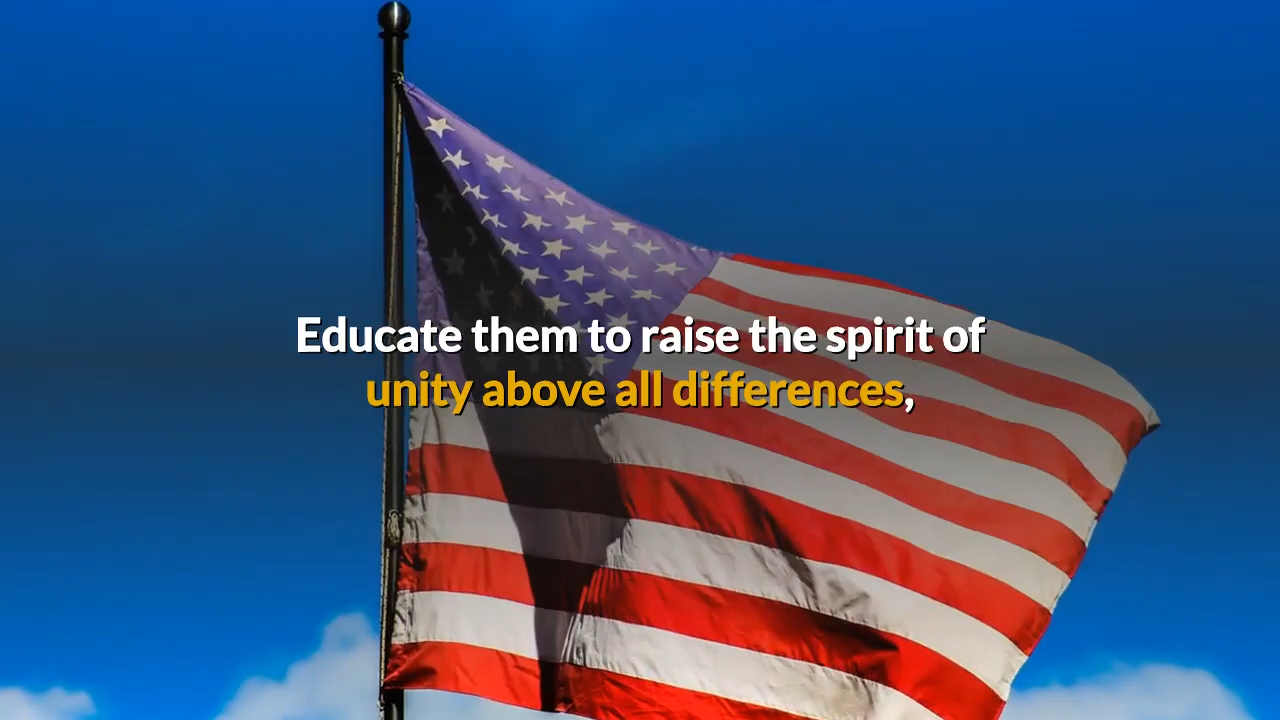 Educate them to raise the spirit of
unity above all differences,